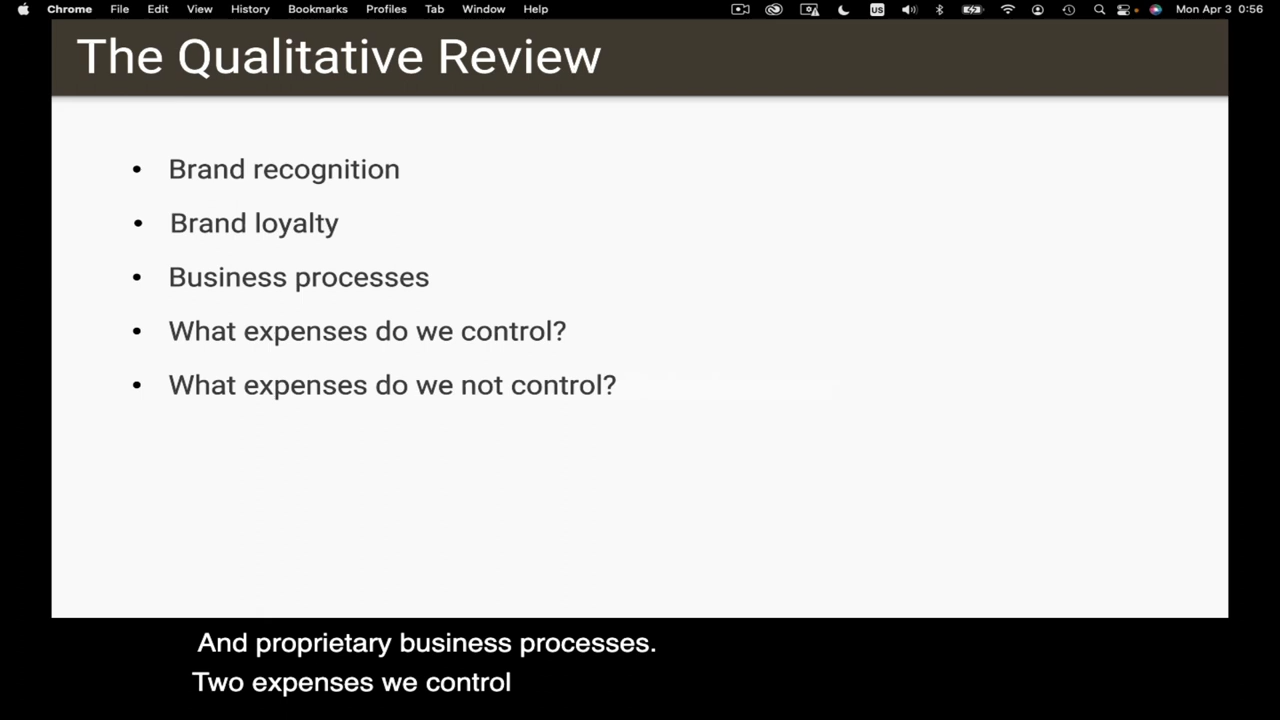 Chrome File Edit View History Bookmarks Profiles Tab Window Help US Mon Apr 3 0:56
The Qualitative Review
• Brand recognition
• Brand loyalty
• Business processes
• What expenses do we control?
• What expenses do we not control?
And proprietary business processes.
Two expenses we control